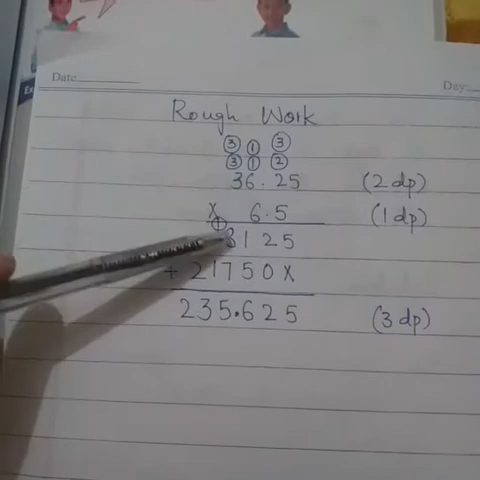 Date
Day:
Rough Work
3 1 3
3 1 2
36.25 (2 dp)
x 6.5 (1 dp)
3125
+ 21750 x
235.625 (3 dp)